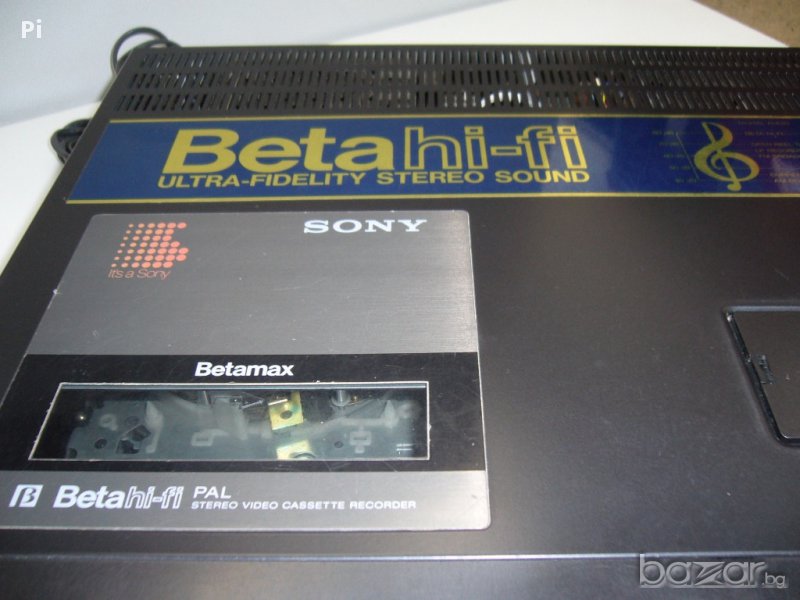 Pi
Betahi-fi
ULTRA-FIDELITY STEREO SOUND
SONY
It's a Sony
Betamax
β Betahi-fi PAL
STEREO VIDEO CASSETTE RECORDER
bazar.bg